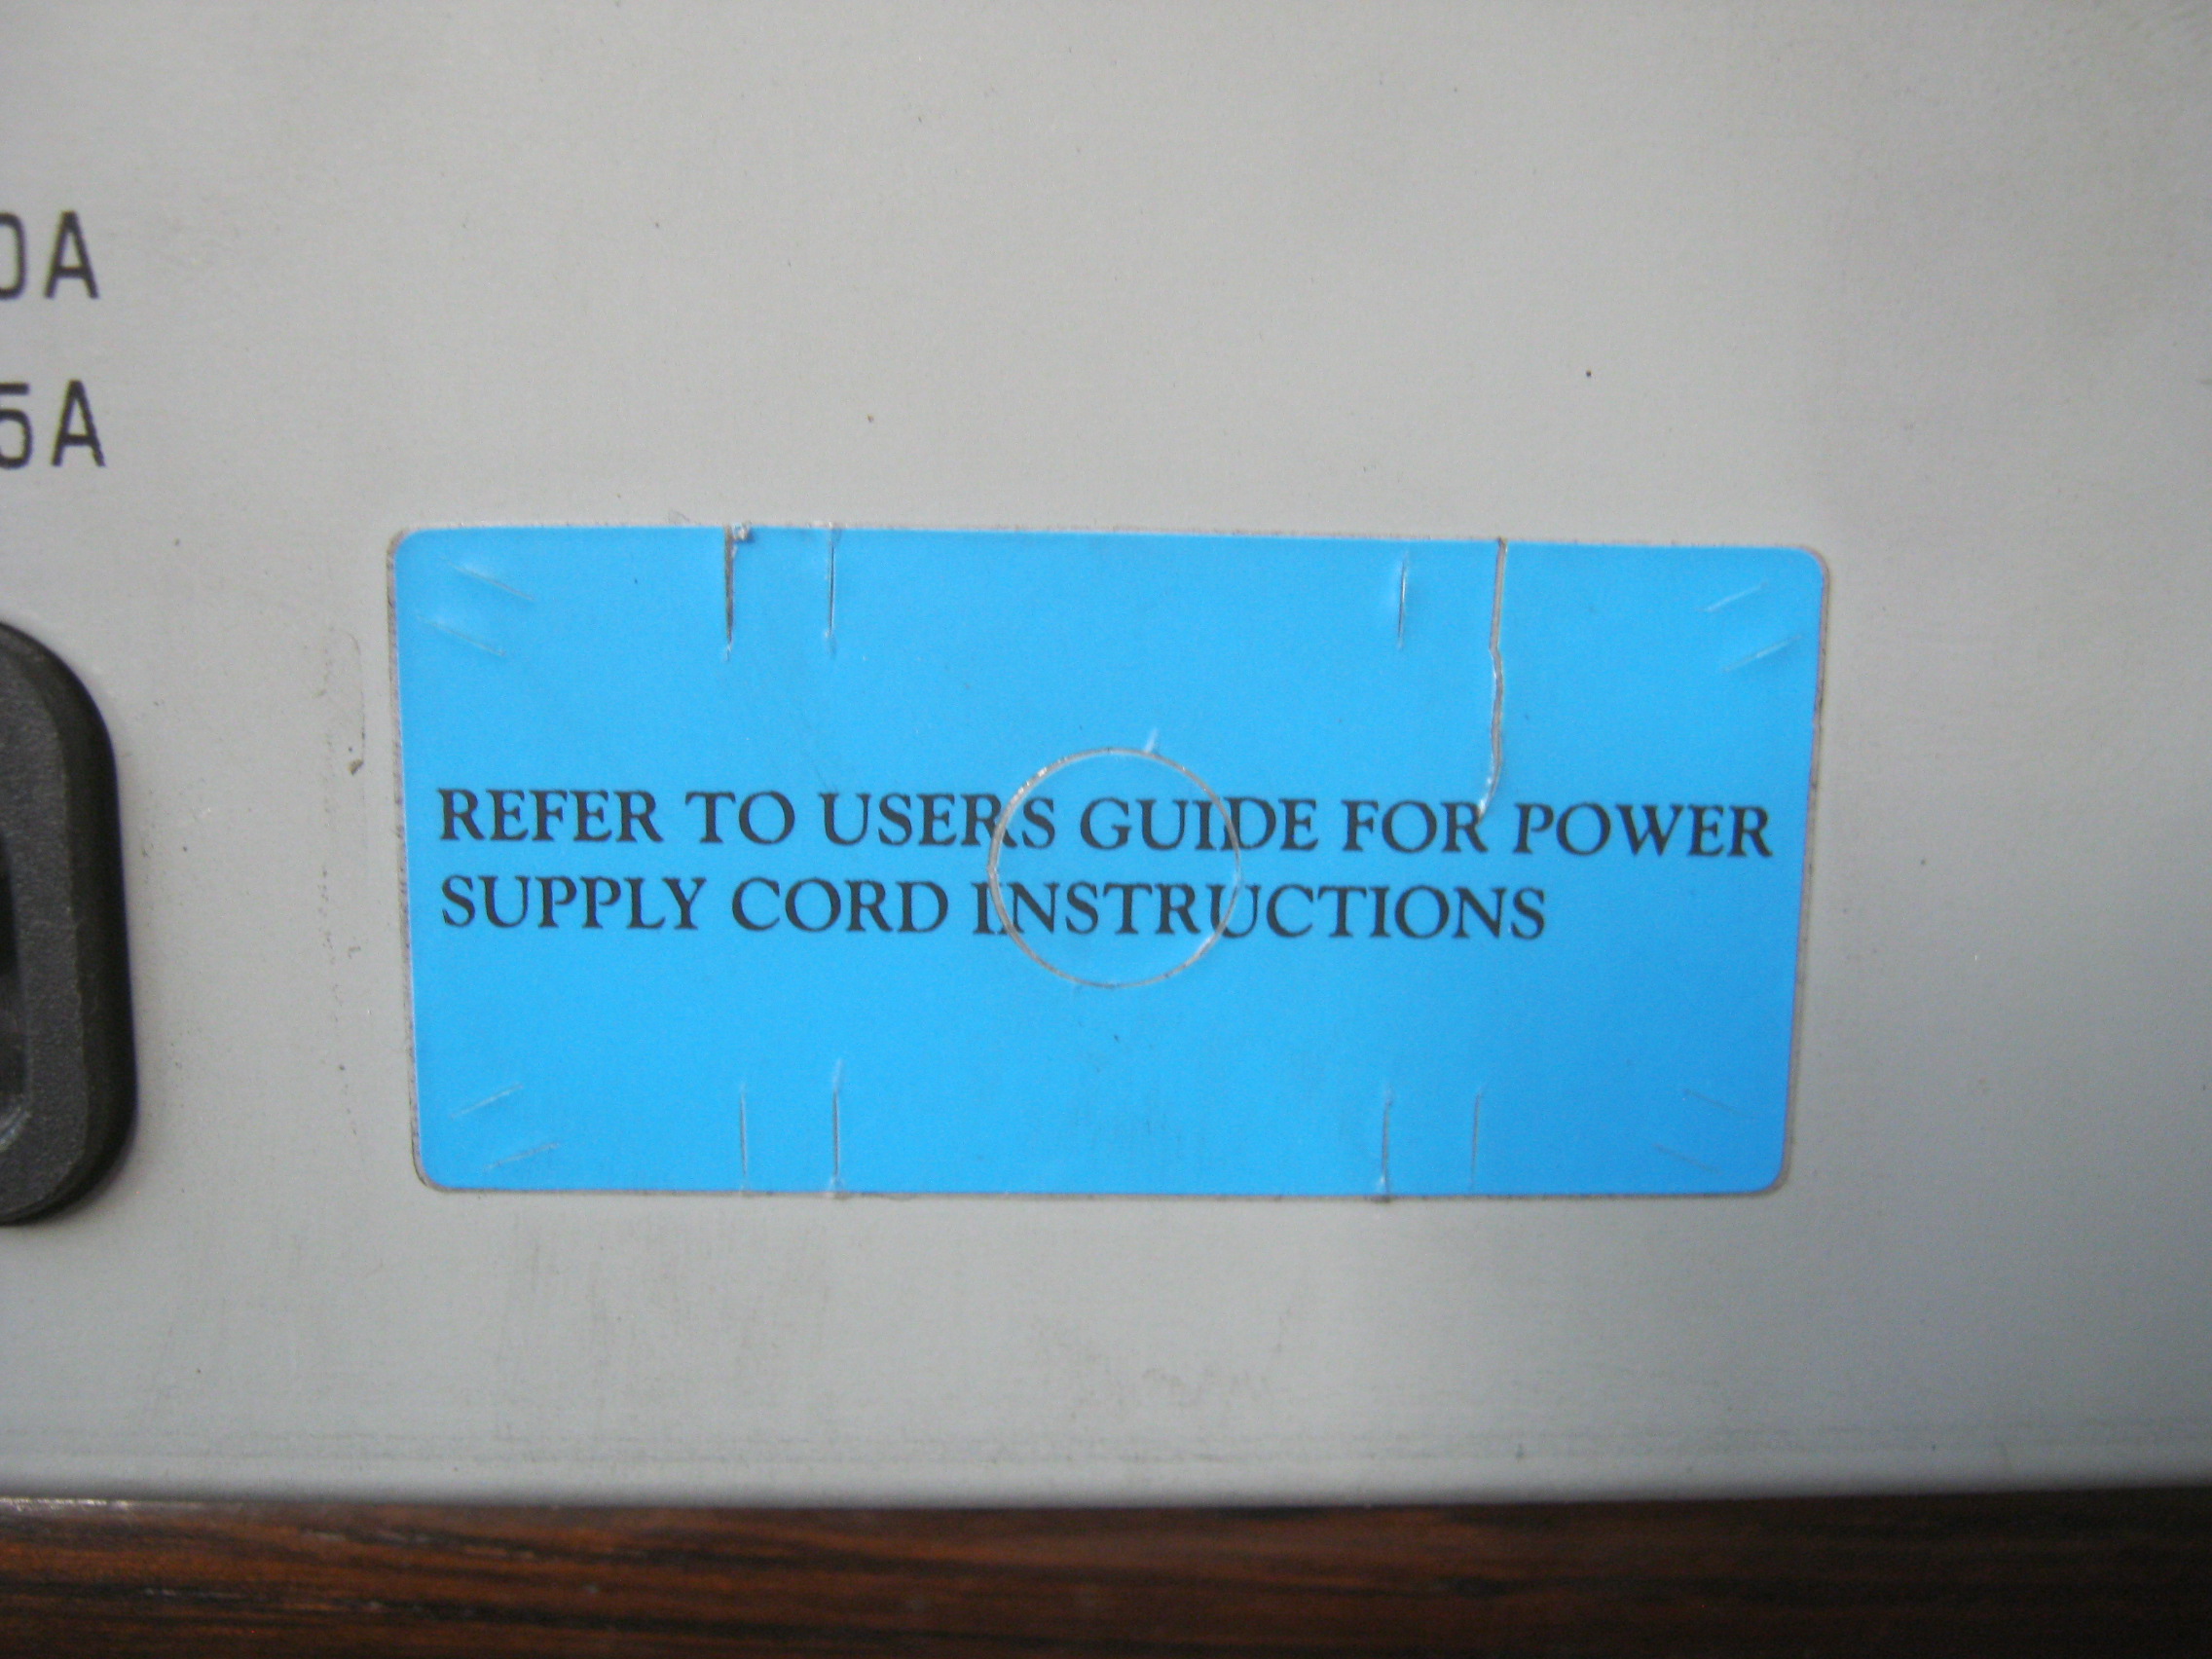 0A
5A
REFER TO USERS GUIDE FOR POWER
SUPPLY CORD INSTRUCTIONS